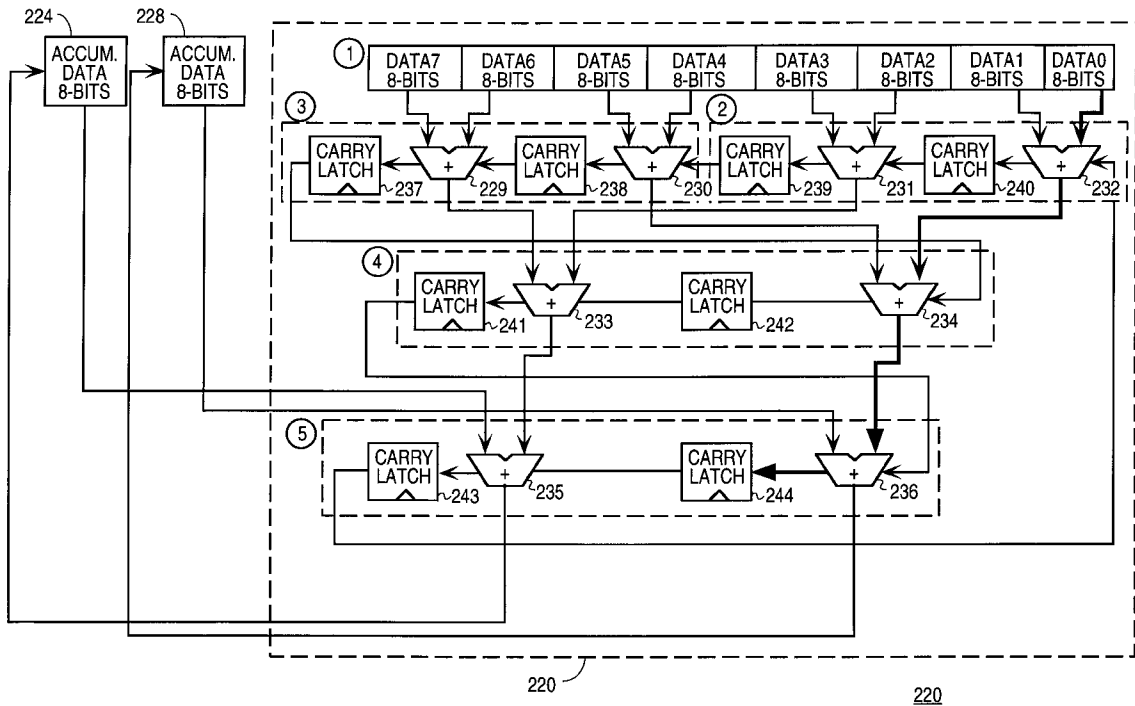 224
228
ACCUM.
DATA
8-BITS
ACCUM.
DATA
8-BITS
1
DATA7
8-BITS
DATA6
8-BITS
DATA5
8-BITS
DATA4
8-BITS
DATA3
8-BITS
DATA2
8-BITS
DATA1
8-BITS
DATA0
8-BITS
3
2
CARRY
LATCH
237
+
229
CARRY
LATCH
238
+
230
CARRY
LATCH
239
+
231
CARRY
LATCH
240
+
232
4
CARRY
LATCH
241
+
233
CARRY
LATCH
242
+
234
5
CARRY
LATCH
243
+
235
CARRY
LATCH
244
+
236
220
220